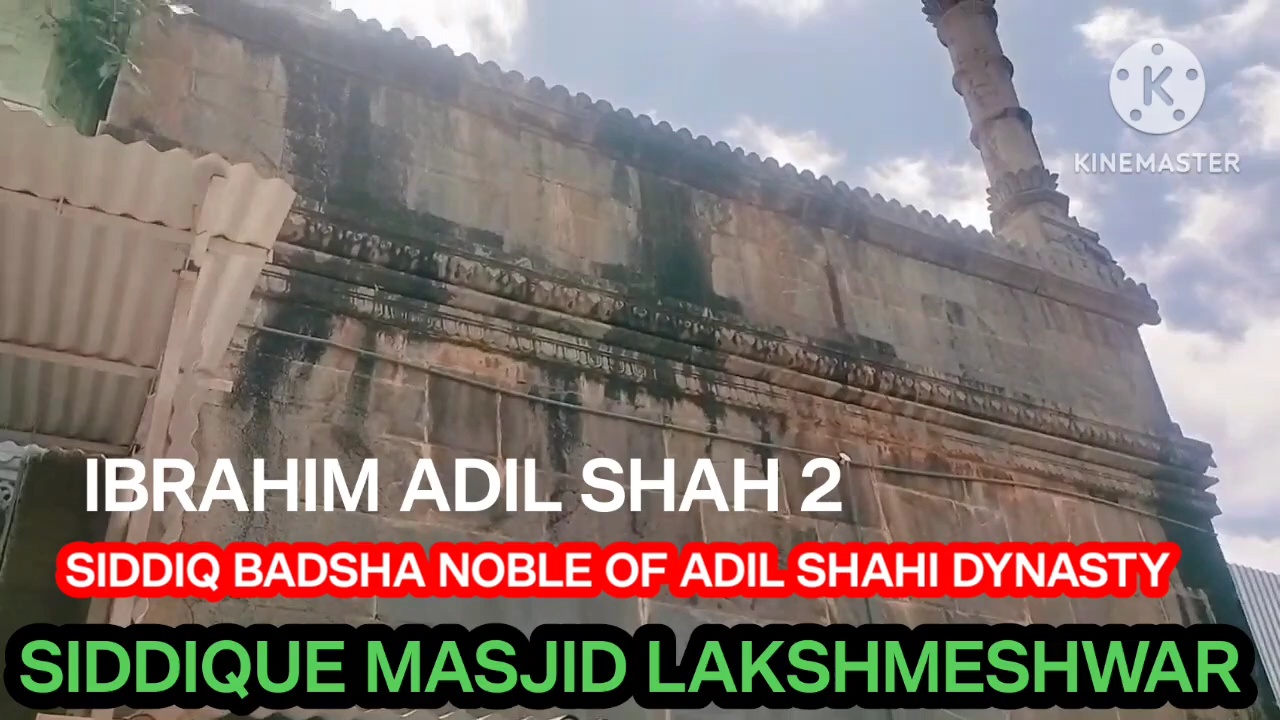 K
KINEMASTER
IBRAHIM ADIL SHAH 2
SIDDIQ BADSHA NOBLE OF ADIL SHAHI DYNASTY
SIDDIQUE MASJID LAKSHMESHWAR